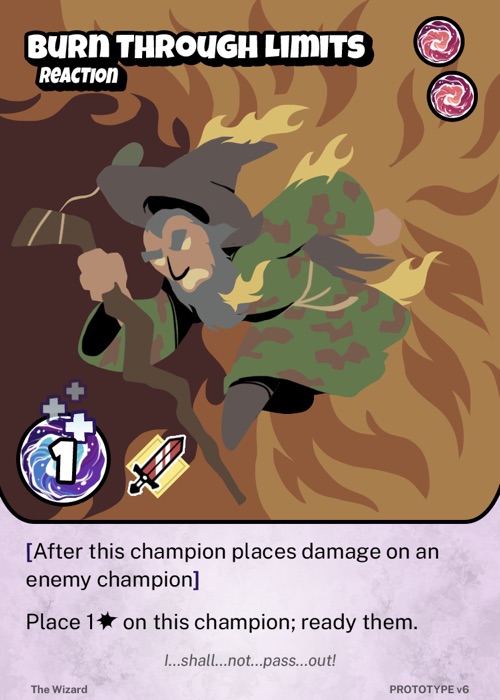 BURN THROUGH LIMITS
REACTION
1
[After this champion places damage on an
enemy champion]
Place 1✸ on this champion; ready them.
I...shall...not...pass...out!
The Wizard
PROTOTYPE v6